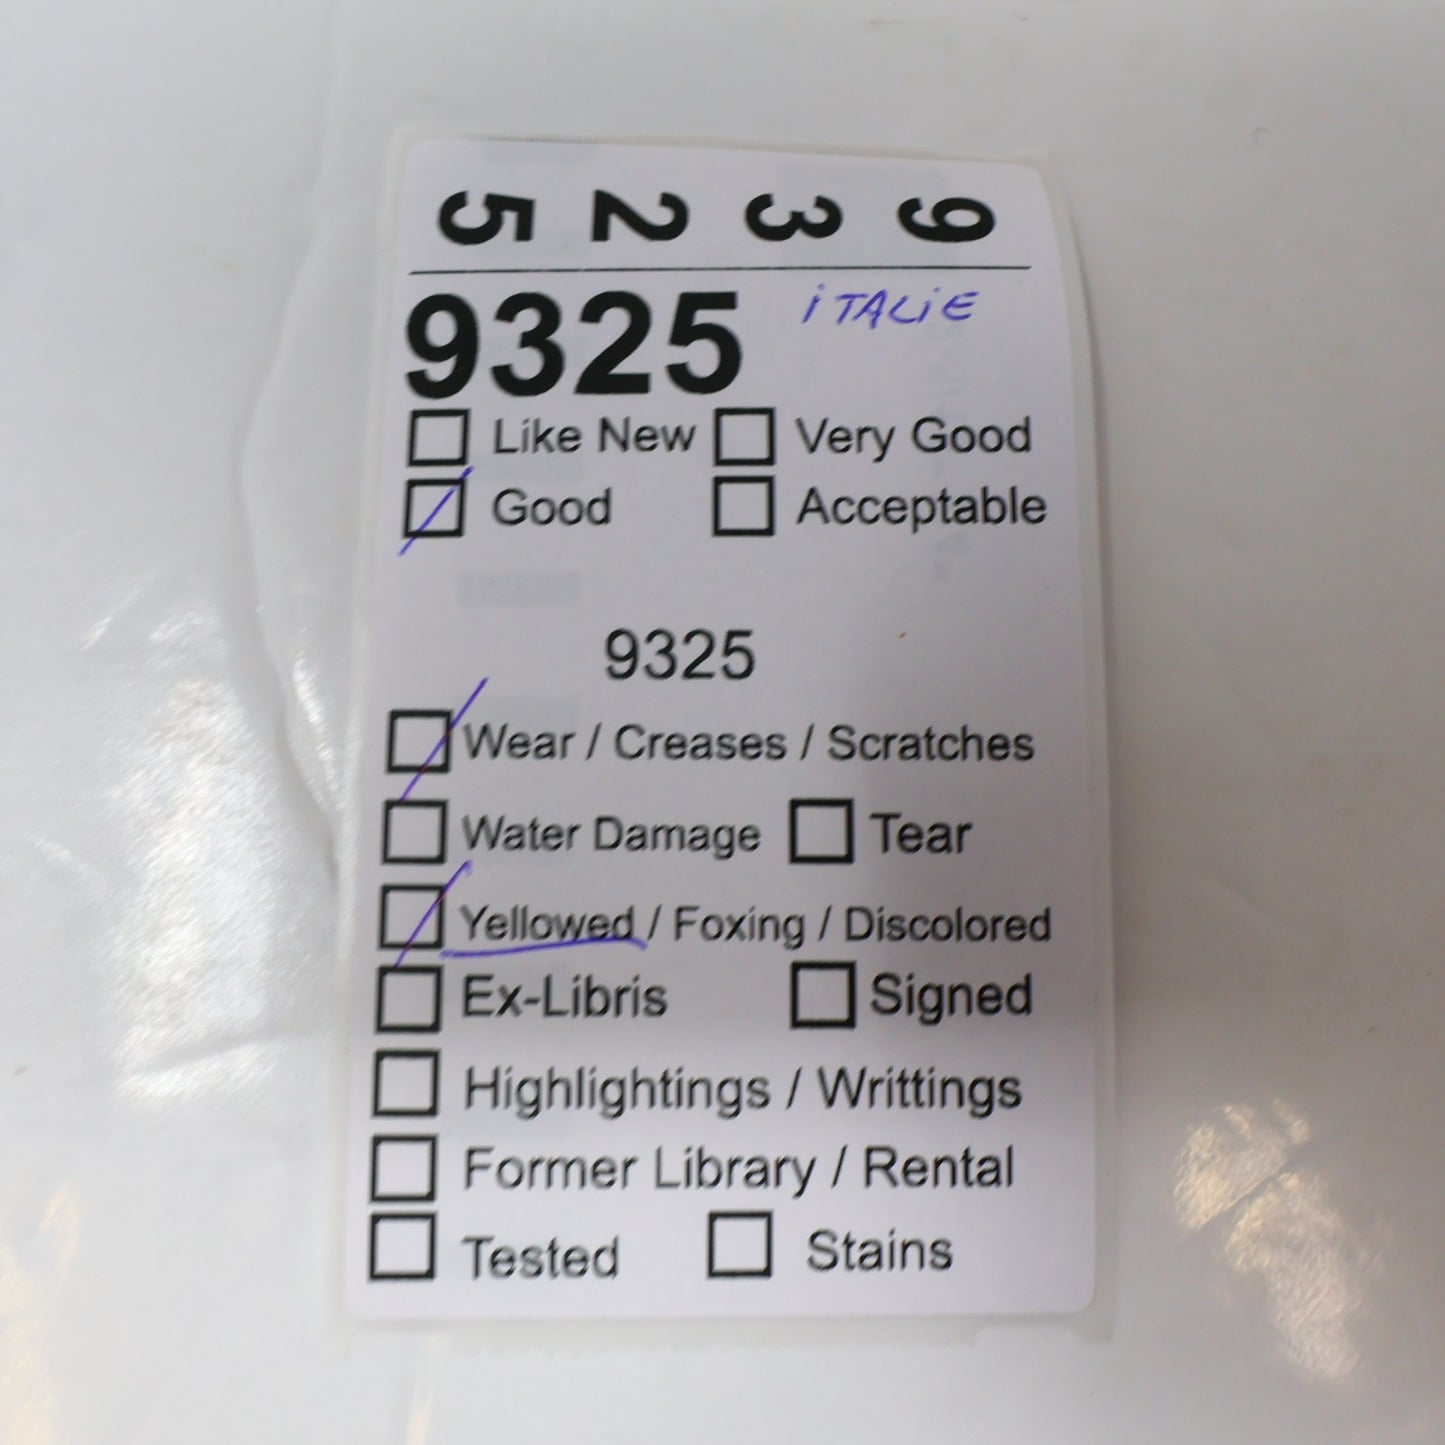 9 3 2 5
9325 iTALiE
Like New Very Good
Good Acceptable
9325
Wear / Creases / Scratches
Water Damage Tear
Yellowed / Foxing / Discolored
Ex-Libris Signed
Highlightings / Writtings
Former Library / Rental
Tested Stains